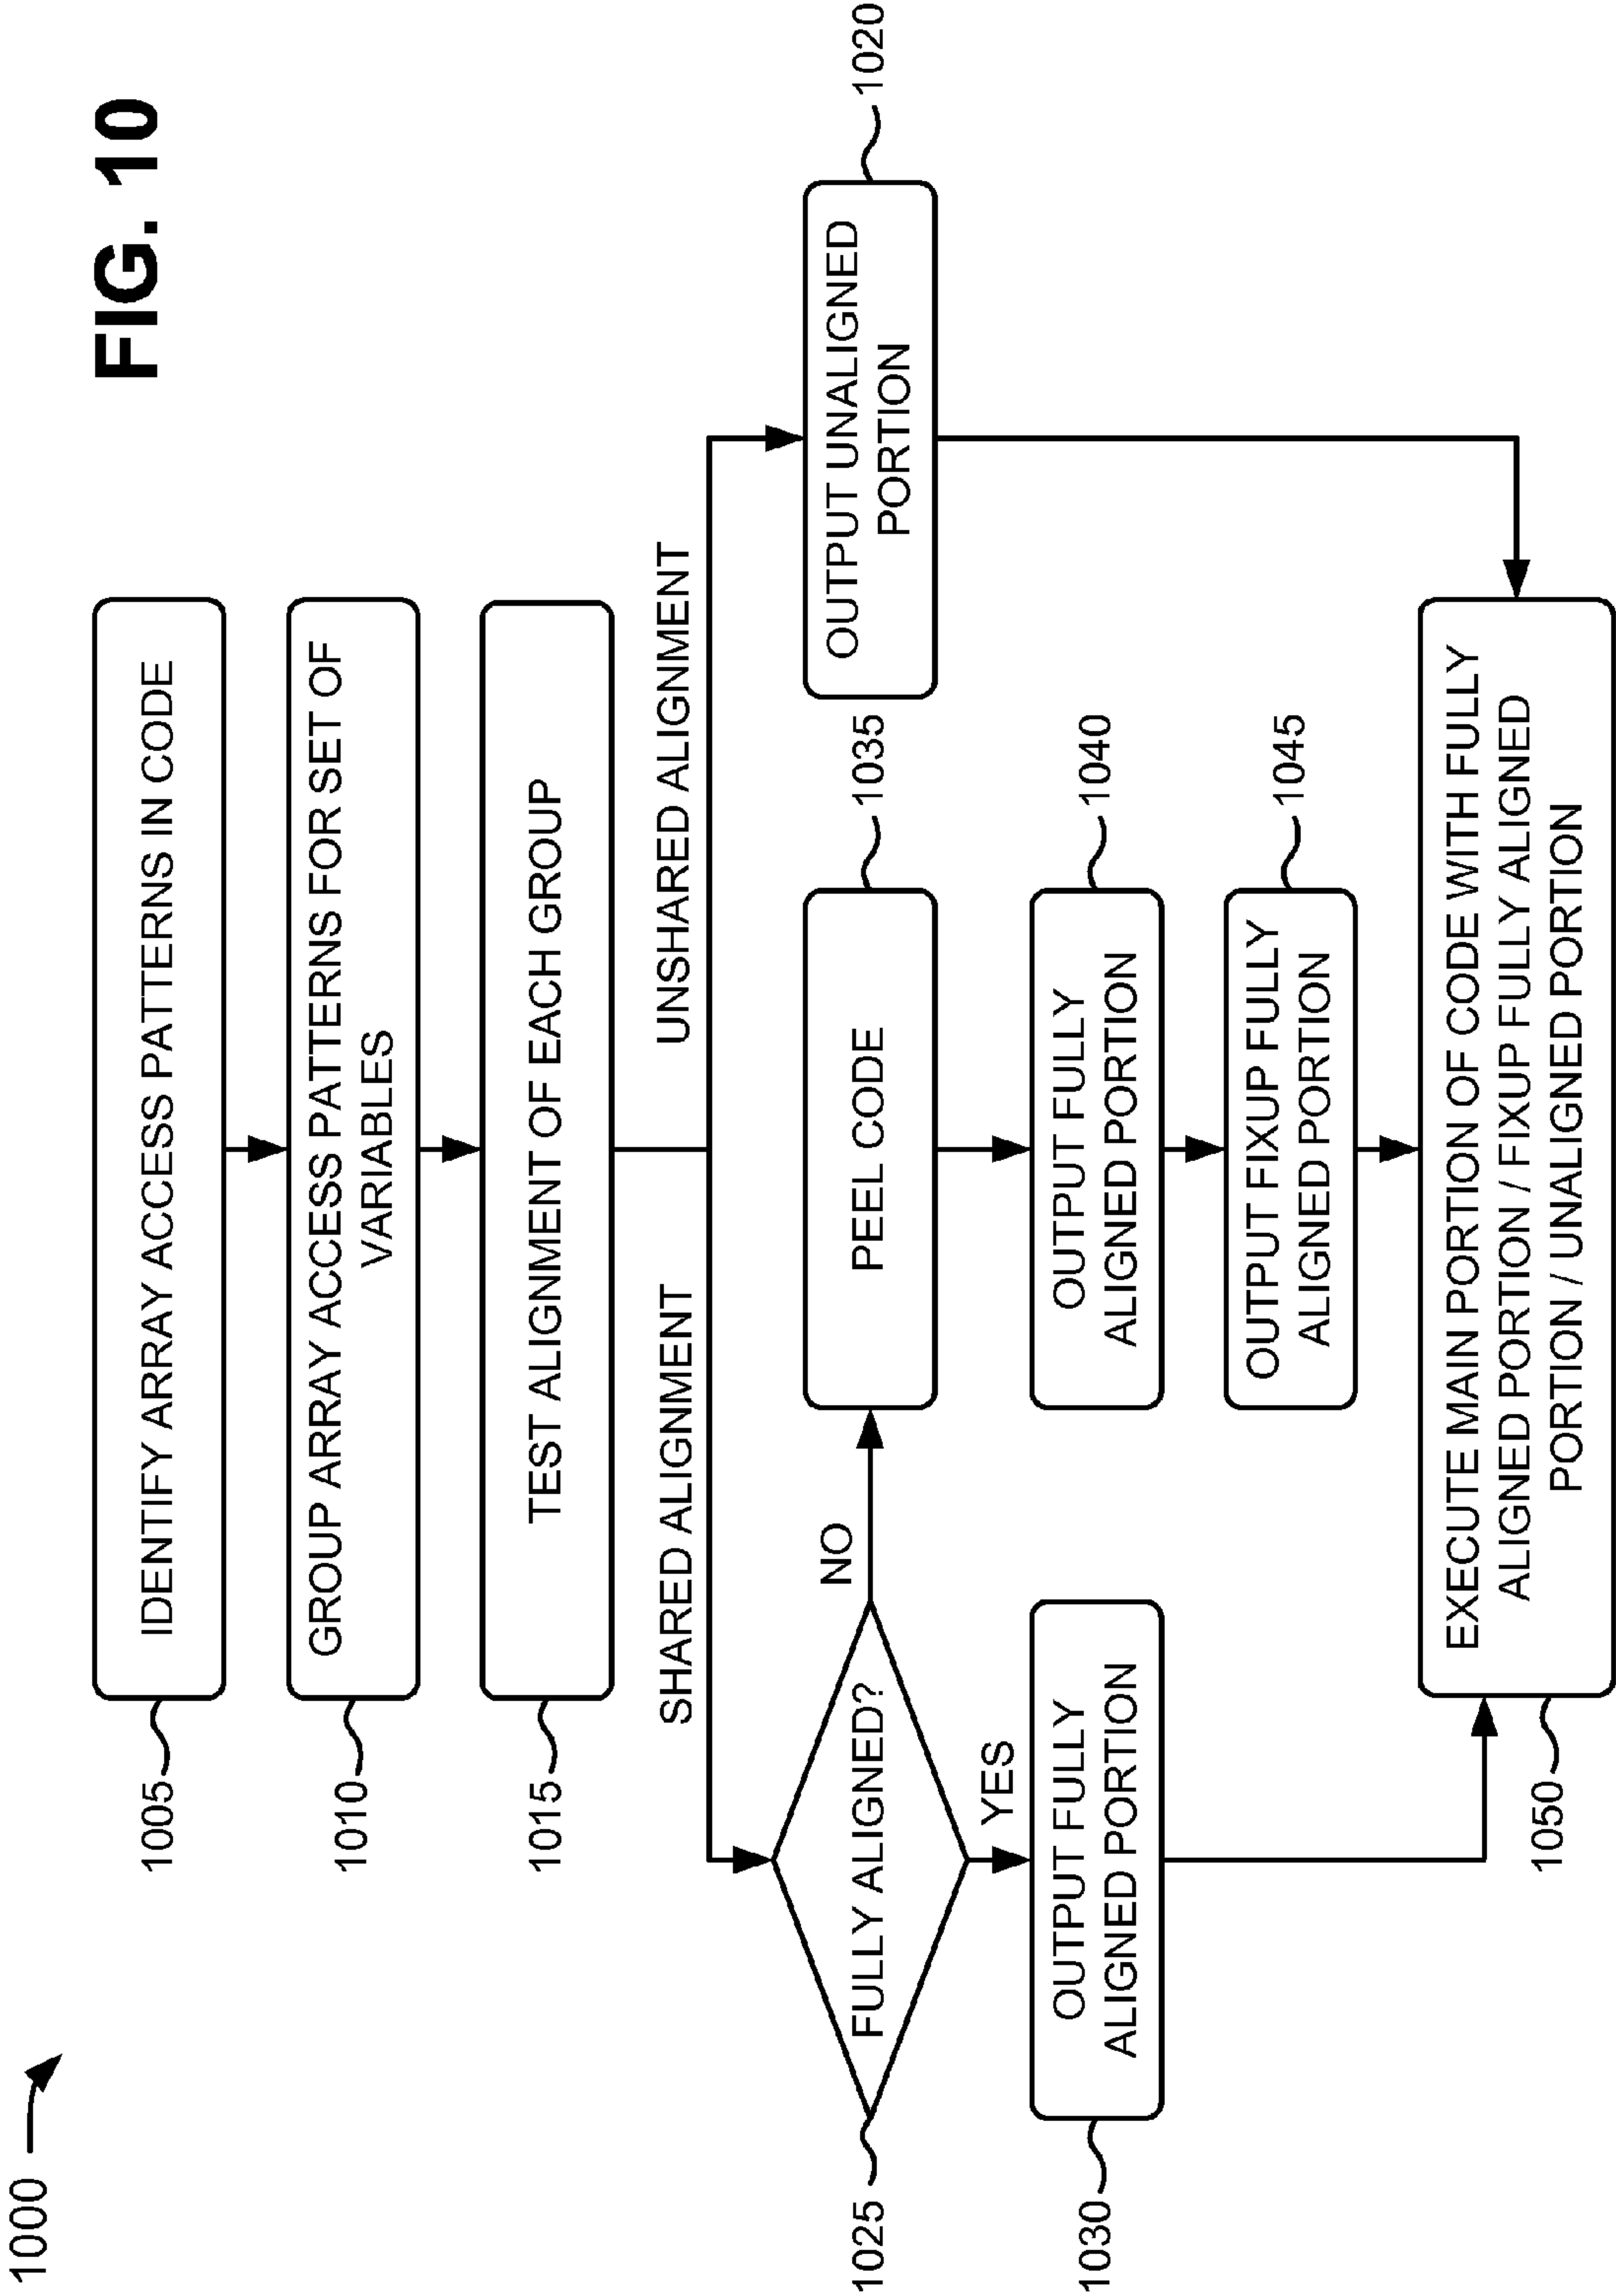 FIG. 10
1000
IDENTIFY ARRAY ACCESS PATTERNS IN CODE
1005
GROUP ARRAY ACCESS PATTERNS FOR SET OF
VARIABLES
1010
TEST ALIGNMENT OF EACH GROUP
1015
SHARED ALIGNMENT
UNSHARED ALIGNMENT
FULLY ALIGNED?
1025
NO
YES
PEEL CODE
1035
OUTPUT UNALIGNED
PORTION
1020
OUTPUT FULLY
ALIGNED PORTION
1030
OUTPUT FULLY
ALIGNED PORTION
1040
OUTPUT FIXUP FULLY
ALIGNED PORTION
1045
EXECUTE MAIN PORTION OF CODE WITH FULLY
ALIGNED PORTION / FIXUP FULLY ALIGNED
PORTION / UNALIGNED PORTION
1050